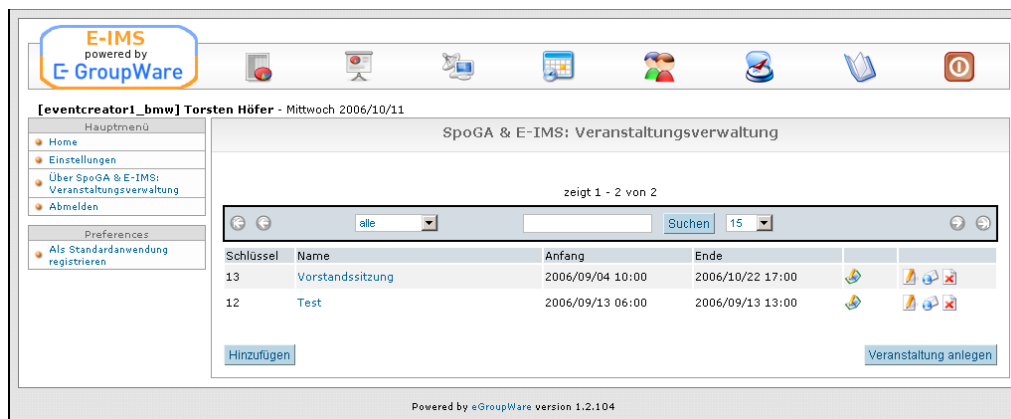 E-IMS
powered by
E-GroupWare
[eventcreator1_bmw] Torsten Höfer - Mittwoch 2006/10/11
Hauptmenü
Home
Einstellungen
Über SpoGA & E-IMS:
Veranstaltungsverwaltung
Abmelden
Preferences
Als Standardanwendung
registrieren
SpoGA & E-IMS: Veranstaltungsverwaltung
zeigt 1 - 2 von 2
alle Suchen 15
Schlüssel Name Anfang Ende
13 Vorstandssitzung 2006/09/04 10:00 2006/10/22 17:00
12 Test 2006/09/13 06:00 2006/09/13 13:00
Hinzufügen Veranstaltung anlegen
Powered by eGroupWare version 1.2.104